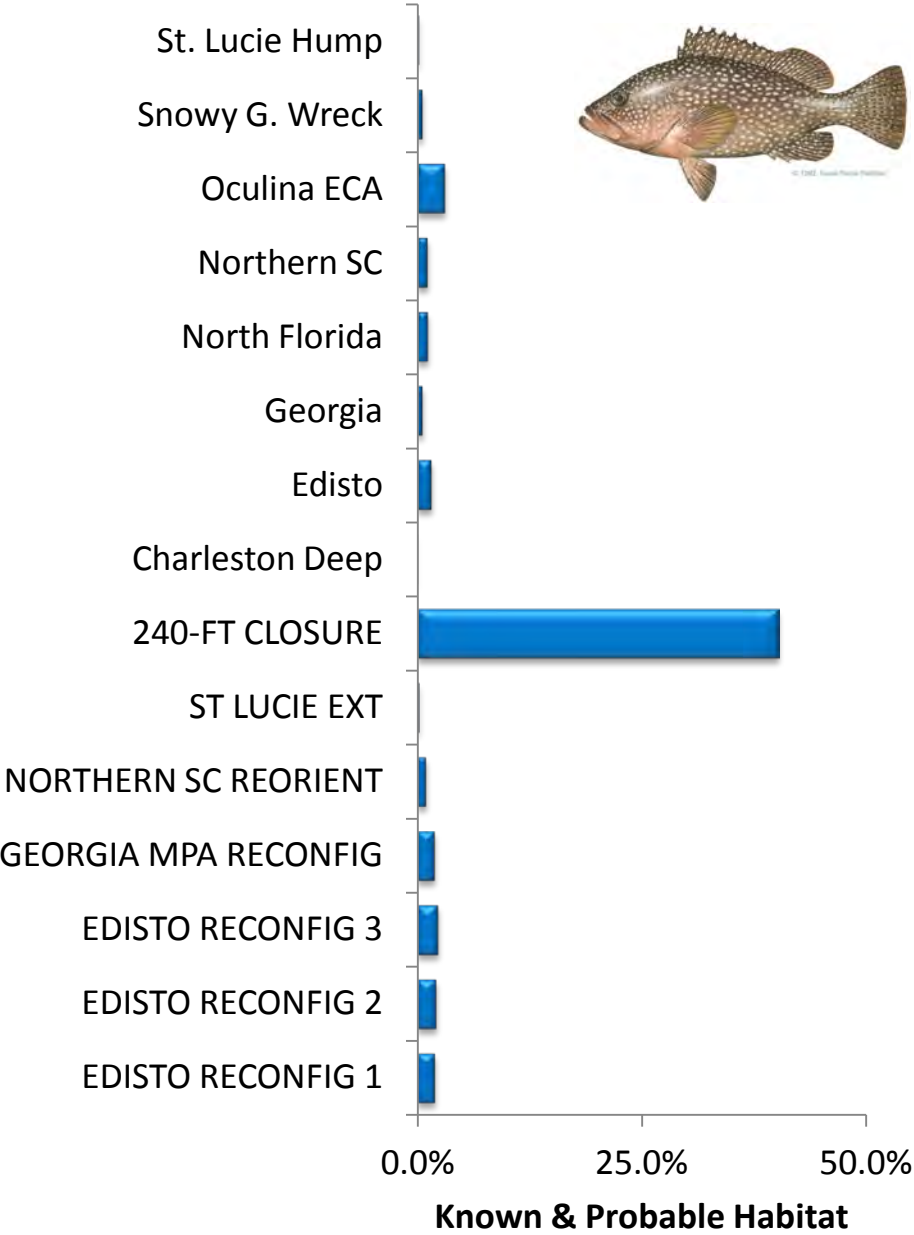 St. Lucie Hump
Snowy G. Wreck
Oculina ECA
Northern SC
North Florida
Georgia
Edisto
Charleston Deep
240-FT CLOSURE
ST LUCIE EXT
NORTHERN SC REORIENT
GEORGIA MPA RECONFIG
EDISTO RECONFIG 3
EDISTO RECONFIG 2
EDISTO RECONFIG 1
0.0% 25.0% 50.0%
Known & Probable Habitat